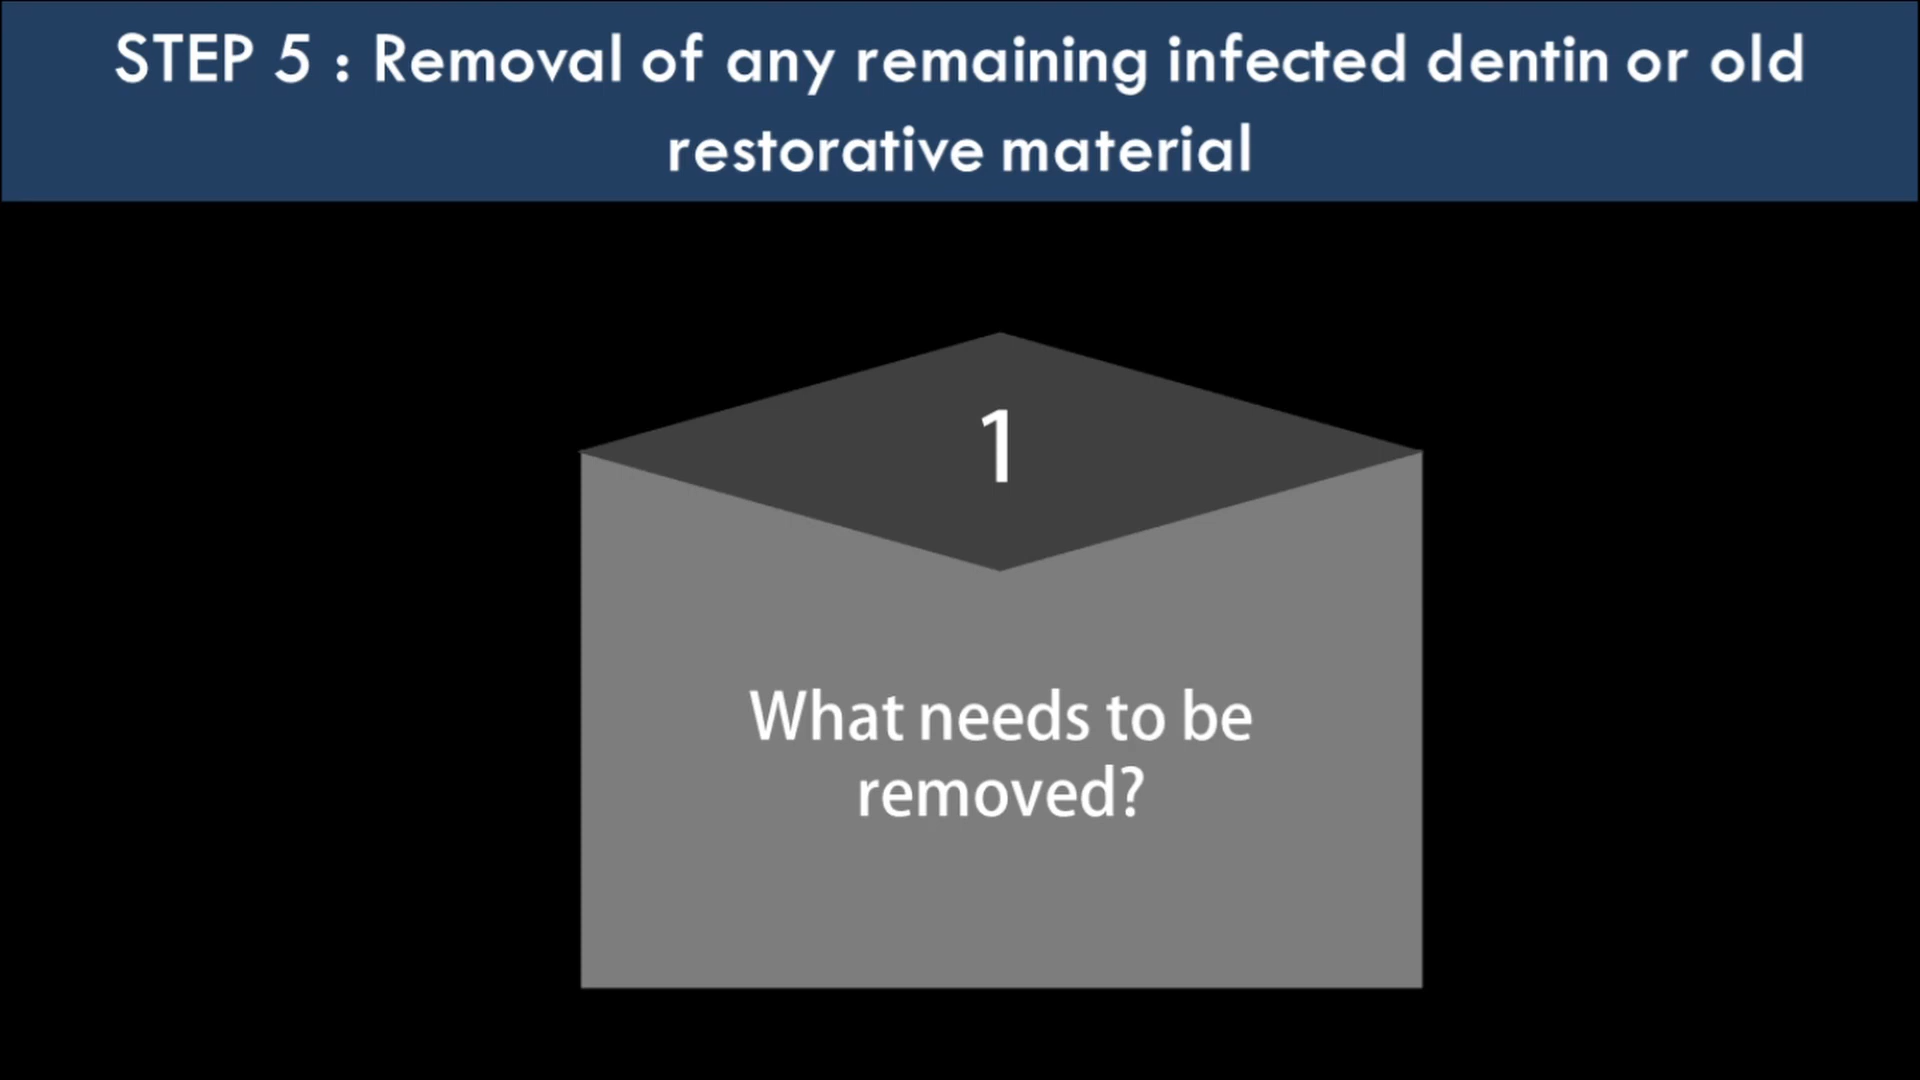 STEP 5 : Removal of any remaining infected dentin or old
restorative material
1
What needs to be
removed?